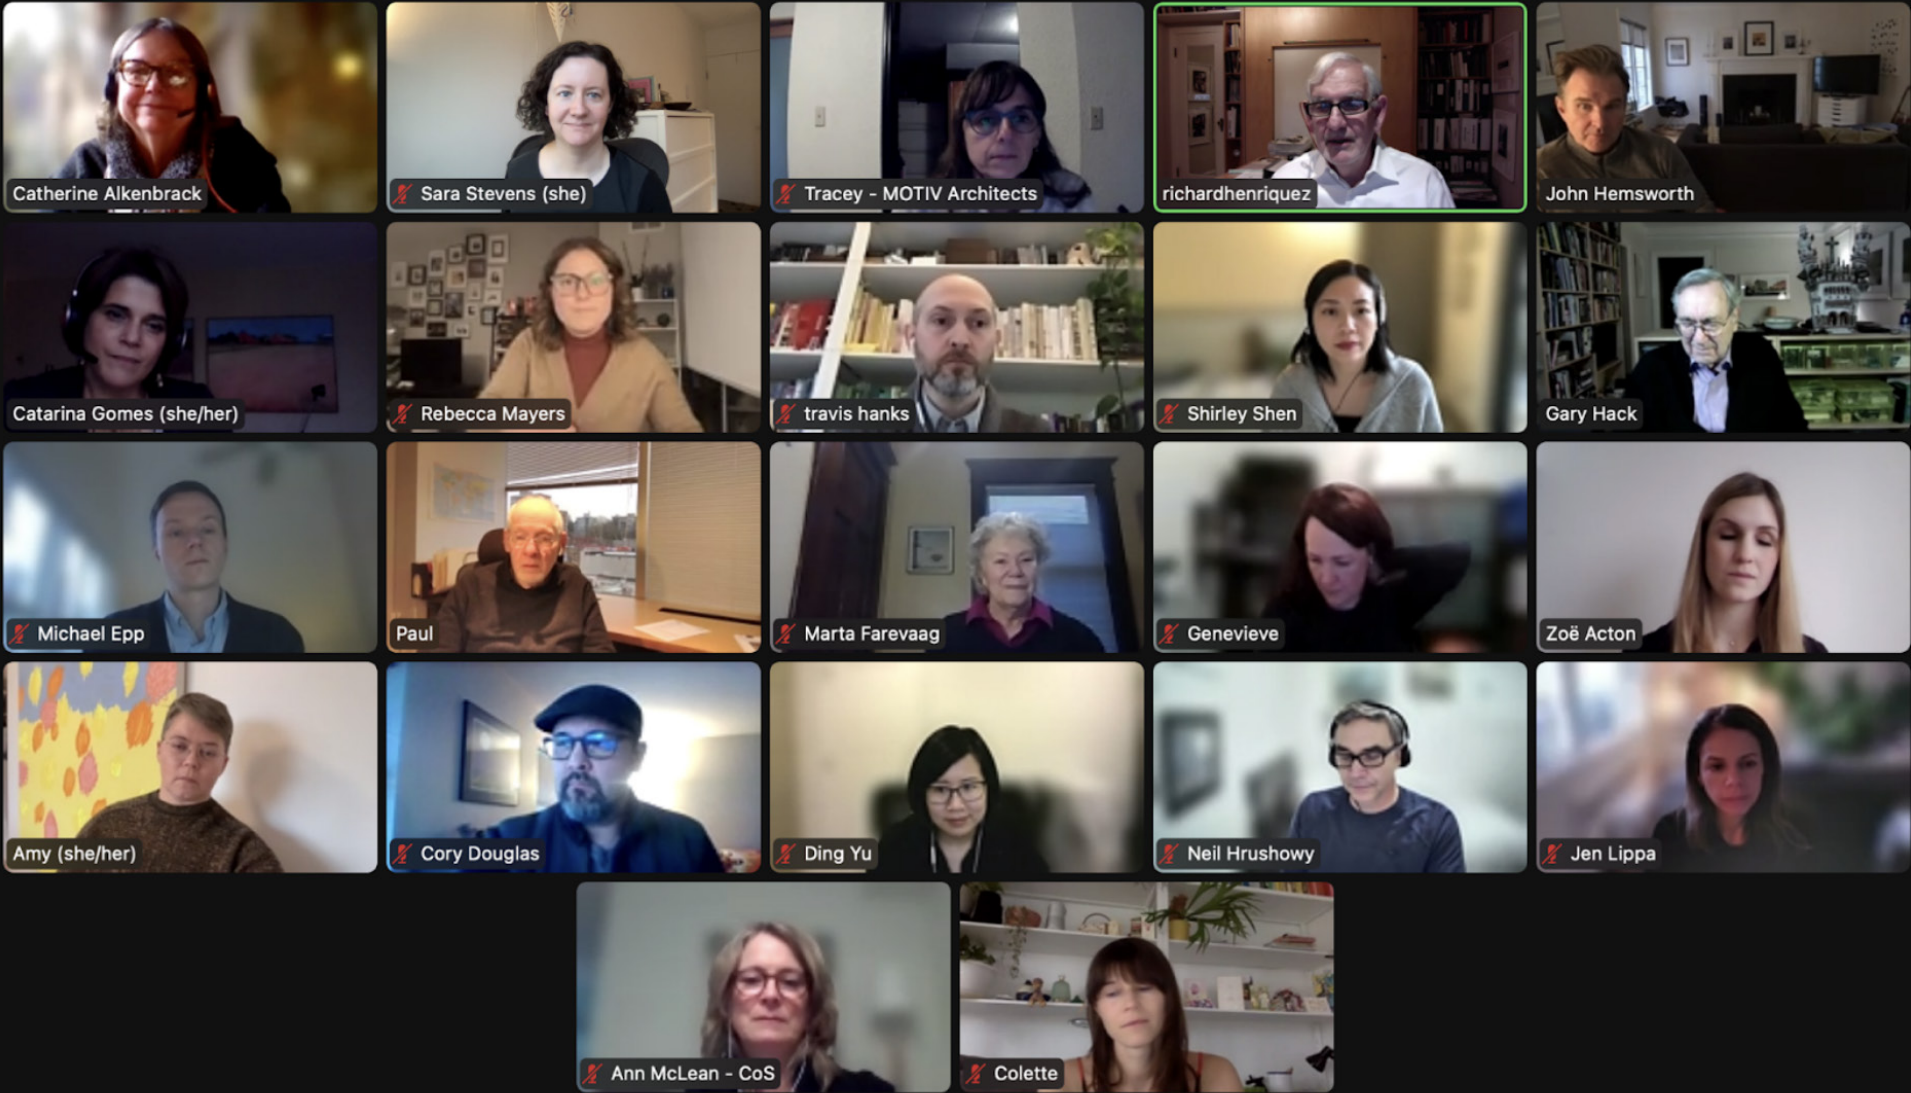 Catherine Alkenbrack
Sara Stevens (she)
Tracey - MOTIV Architects
richardhenriquez
John Hemsworth
Catarina Gomes (she/her)
Rebecca Mayers
travis hanks
Shirley Shen
Gary Hack
Michael Epp
Paul
Marta Farevaag
Genevieve
Zoë Acton
Amy (she/her)
Cory Douglas
Ding Yu
Neil Hrushowy
Jen Lippa
Ann McLean - CoS
Colette